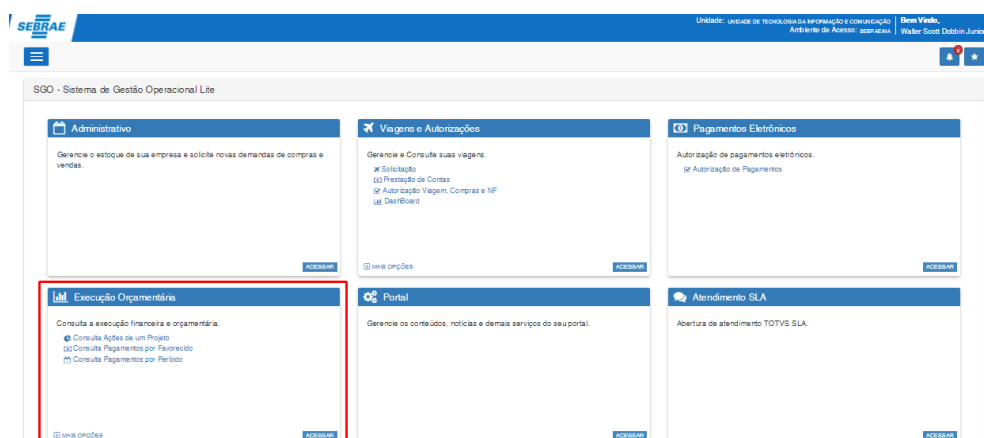 SEBRAE
Unidade: UNIDADE DE TECNOLOGIA DA INFORMAÇÃO E COMUNICAÇÃO
Ambiente de Acesso: SEBRAE/NA
Bem Vindo,
Walter Scott Dobbin Junior
SGO - Sistema de Gestão Operacional Lite
Administrativo
Gerencie o estoque de sua empresa e solicite novas demandas de compras e
vendas.
ACESSAR
Viagens e Autorizações
Gerencie e Consulte suas viagens.
Solicitação
Prestação de Contas
Autorização Viagem, Compras e NF
DashBoard
MAIS OPÇÕES
ACESSAR
Pagamentos Eletrônicos
Autorização de pagamentos eletrônicos.
Autorização de Pagamentos
ACESSAR
Execução Orçamentária
Consulta a execução financeira e orçamentária.
Consulta Ações de um Projeto
Consulta Pagamentos por Favorecido
Consulta Pagamentos por Período
MAIS OPÇÕES
ACESSAR
Portal
Gerencie os conteúdos, notícias e demais serviços do seu portal.
ACESSAR
Atendimento SLA
Abertura de atendimento TOTVS SLA.
ACESSAR